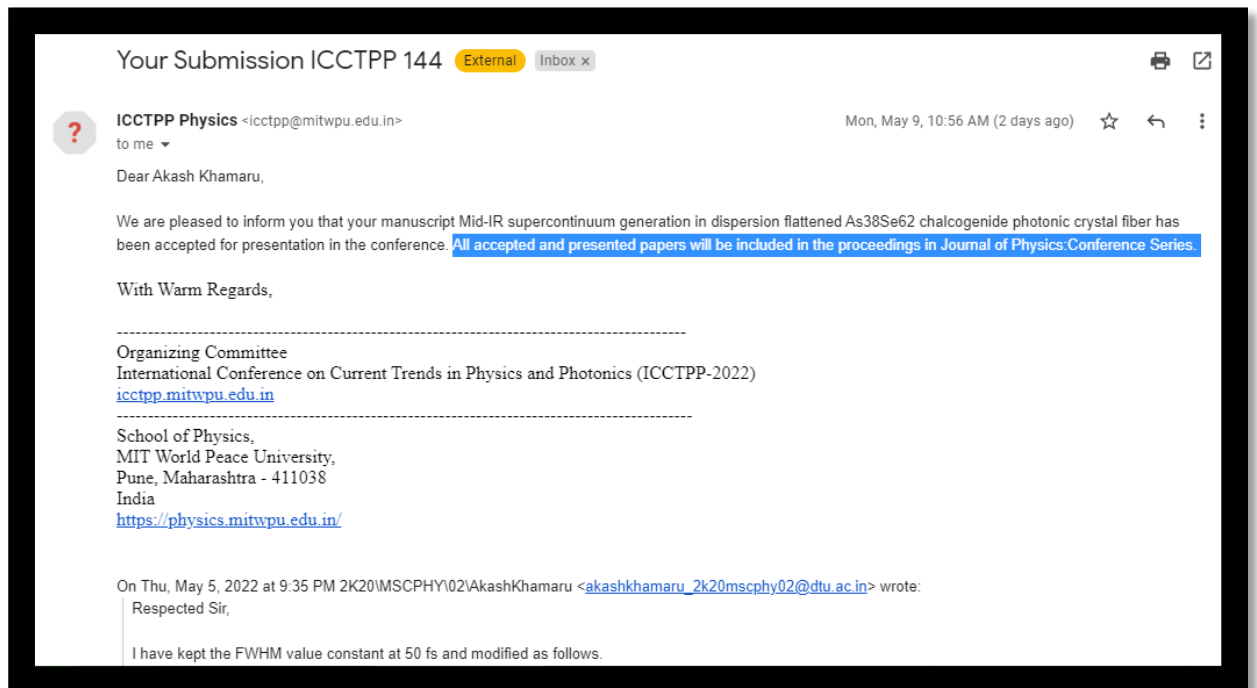 Your Submission ICCTPP 144 External Inbox x
ICCTPP Physics <icctpp@mitwpu.edu.in> Mon, May 9, 10:56 AM (2 days ago)
?
to me
Dear Akash Khamaru,
We are pleased to inform you that your manuscript Mid-IR supercontinuum generation in dispersion flattened As38Se62 chalcogenide photonic crystal fiber has
been accepted for presentation in the conference. All accepted and presented papers will be included in the proceedings in Journal of Physics:Conference Series.
With Warm Regards,
--------------------------------------------------------------------------------------------
Organizing Committee
International Conference on Current Trends in Physics and Photonics (ICCTPP-2022)
icctpp.mitwpu.edu.in
---------------------------------------------------------------------------------------------
School of Physics,
MIT World Peace University,
Pune, Maharashtra - 411038
India
https://physics.mitwpu.edu.in/
On Thu, May 5, 2022 at 9:35 PM 2K20\MSCPHY\02\AkashKhamaru <akashkhamaru_2k20mscphy02@dtu.ac.in> wrote:
Respected Sir,
I have kept the FWHM value constant at 50 fs and modified as follows.